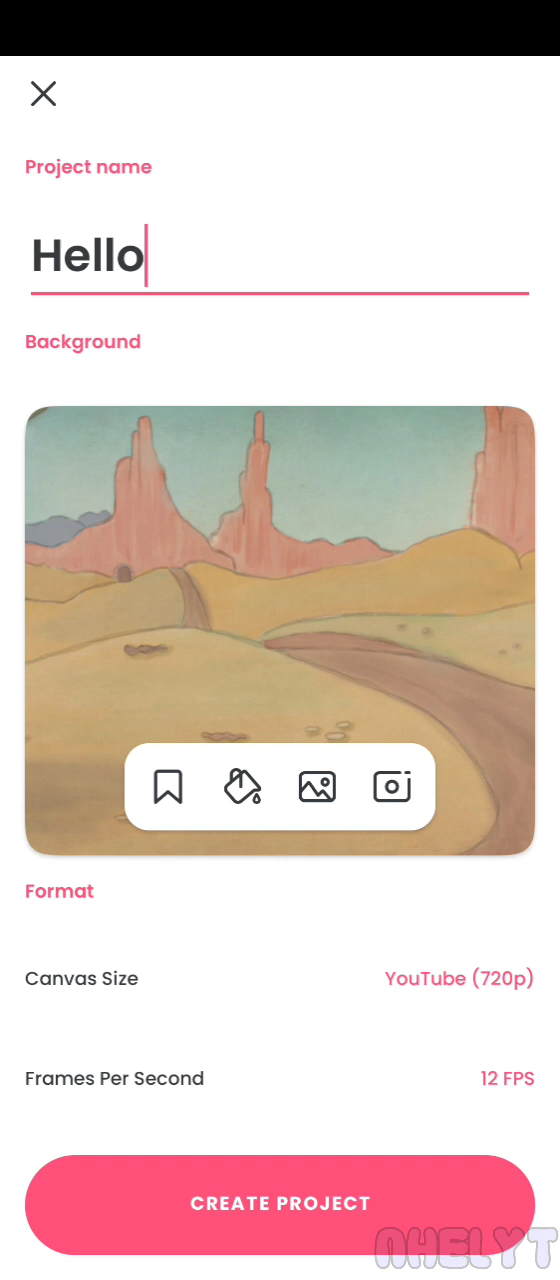 Project name
Hello
Background
Format
Canvas Size YouTube (720p)
Frames Per Second 12 FPS
CREATE PROJECT
NHELYT